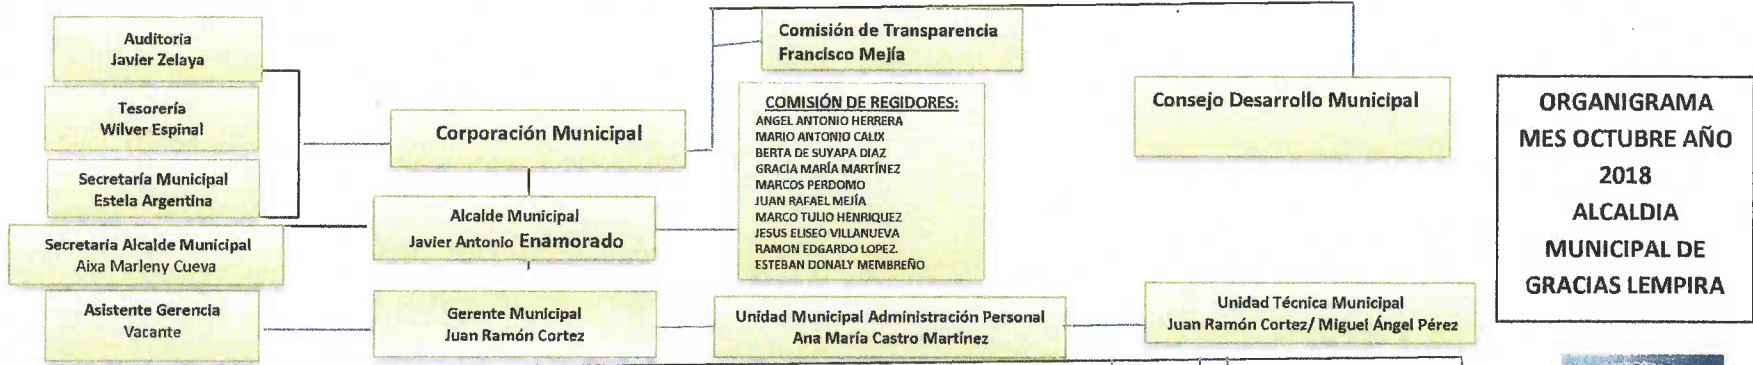 Auditoria
Javier Zelaya
Tesorería
Wilver Espinal
Secretaría Municipal
Estela Argentina
Secretaria Alcalde Municipal
Aixa Marleny Cueva
Asistente Gerencia
Vacante
Corporación Municipal
Alcalde Municipal
Javier Antonio Enamorado
Gerente Municipal
Juan Ramón Cortez
Comisión de Transparencia
Francisco Mejía
COMISIÓN DE REGIDORES:
ANGEL ANTONIO HERRERA
MARIO ANTONIO CALIX
BERTA DE SUYAPA DIAZ
GRACIA MARÍA MARTÍNEZ
MARCOS PERDOMO
JUAN RAFAEL MEJÍA
MARCO TULIO HENRIQUEZ
JESUS ELISEO VILLANUEVA
RAMON EDGARDO LOPEZ.
ESTEBAN DONALY MEMBREÑO
Unidad Municipal Administración Personal
Ana María Castro Martínez
Consejo Desarrollo Municipal
Unidad Técnica Municipal
Juan Ramón Cortez/ Miguel Ángel Pérez
ORGANIGRAMA
MES OCTUBRE AÑO
2018
ALCALDIA
MUNICIPAL DE
GRACIAS LEMPIRA